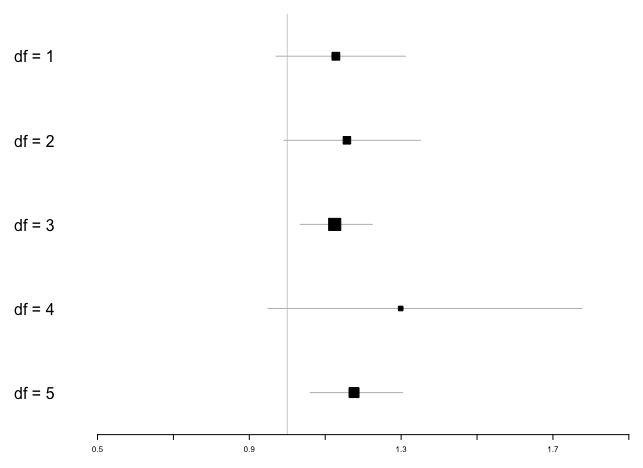 df = 1
df = 2
df = 3
df = 4
df = 5
0.5 0.9 1.3 1.7